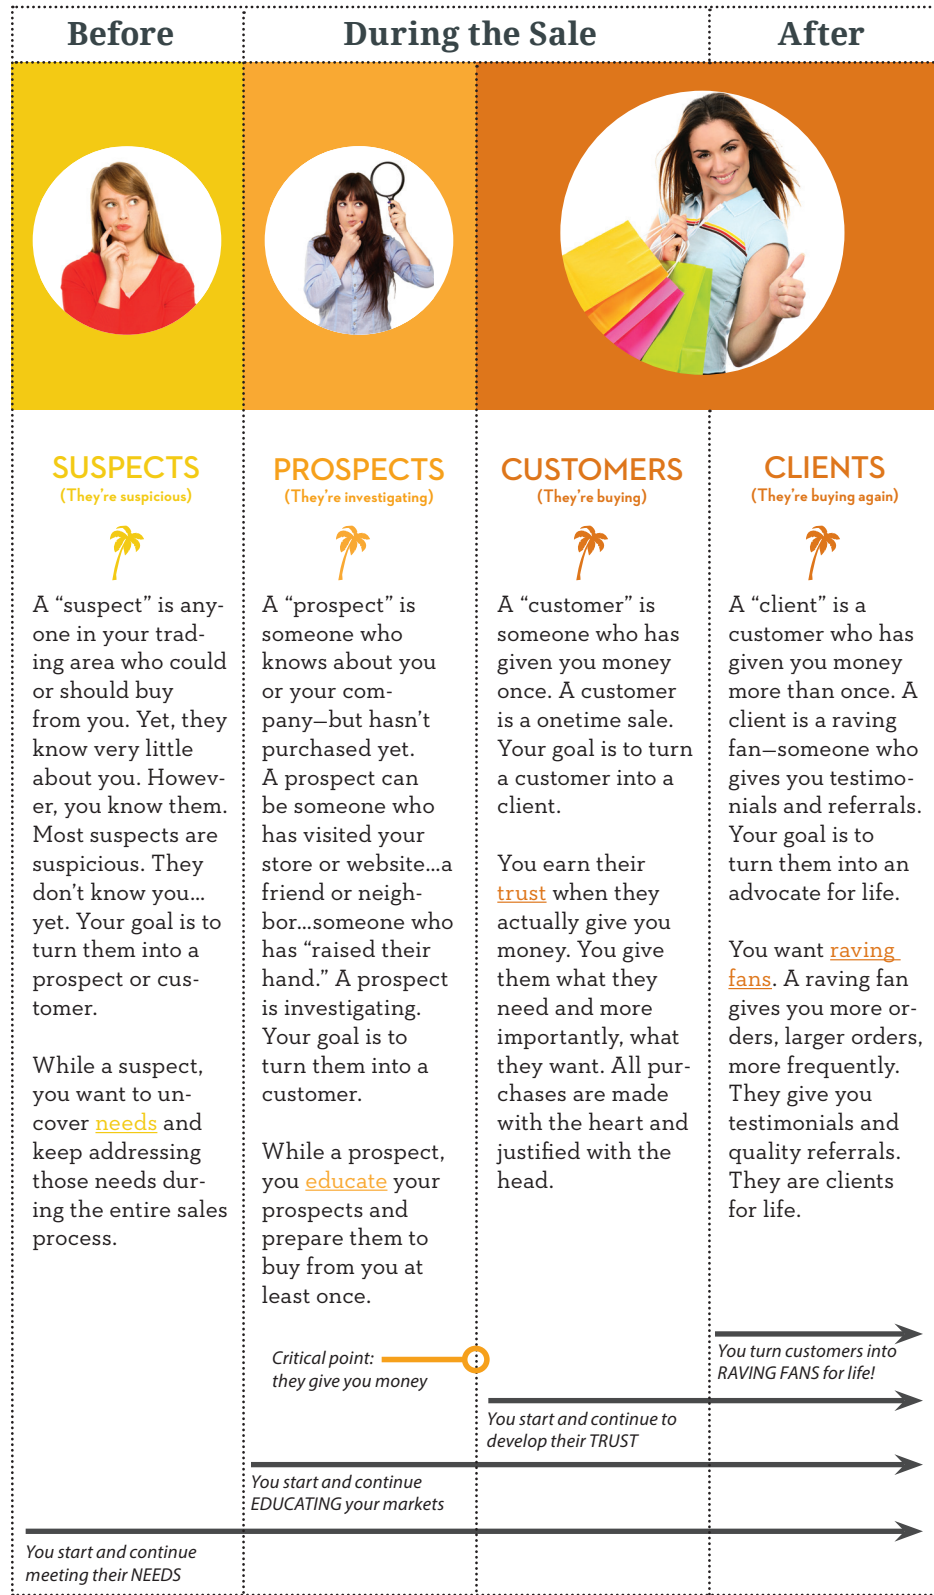 Before
During the Sale
After
SUSPECTS
(They're suspicious)
A “suspect” is any-
one in your trad-
ing area who could
or should buy
from you. Yet, they
know very little
about you. Howev-
er, you know them.
Most suspects are
suspicious. They
don’t know you...
yet. Your goal is to
turn them into a
prospect or cus-
tomer.
While a suspect,
you want to un-
cover needs and
keep addressing
those needs dur-
ing the entire sales
process.
PROSPECTS
(They're investigating)
A “prospect” is
someone who
knows about you
or your com-
pany—but hasn’t
purchased yet.
A prospect can
be someone who
has visited your
store or website...a
friend or neigh-
bor...someone who
has “raised their
hand.” A prospect
is investigating.
Your goal is to
turn them into a
customer.
While a prospect,
you educate your
prospects and
prepare them to
buy from you at
least once.
CUSTOMERS
(They're buying)
A “customer” is
someone who has
given you money
once. A customer
is a onetime sale.
Your goal is to turn
a customer into a
client.
You earn their
trust when they
actually give you
money. You give
them what they
need and more
importantly, what
they want. All pur-
chases are made
with the heart and
justified with the
head.
CLIENTS
(They're buying again)
A “client” is a
customer who has
given you money
more than once. A
client is a raving
fan—someone who
gives you testimo-
nials and referrals.
Your goal is to
turn them into an
advocate for life.
You want raving
fans. A raving fan
gives you more or-
ders, larger orders,
more frequently.
They give you
testimonials and
quality referrals.
They are clients
for life.
Critical point:
they give you money
You turn customers into
RAVING FANS for life!
You start and continue to
develop their TRUST
You start and continue
EDUCATING your markets
You start and continue
meeting their NEEDS